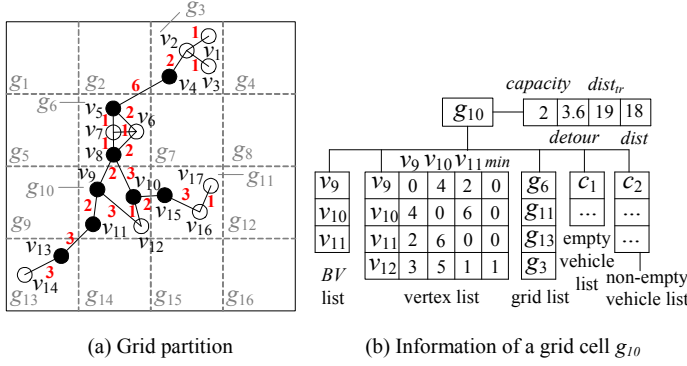 g3
v2
1
v1
2
1
v3
v4
g1
g2
g4
6
g6
v5
2
v6
1
1
v7
1
2
v8
g5
g7
g8
g10
v9
2
3
v10
v17
g11
2
3
1
2
v15
3
1
v16
g9
v11
v12
g12
v13
3
3
v14
g13
g14
g15
g16
(a) Grid partition
capacity disttr
g10
2 3.6 19 18
detour dist
v9 v10 v11 min
v9 v9 0 4 2 0 g6 c1 c2
v10 v10 4 0 6 0 g11 ... ...
v11 v11 2 6 0 0 g13 empty ...
v12 3 5 1 1 g3 vehicle list
BV list
vertex list
grid list
non-empty vehicle list
(b) Information of a grid cell g10